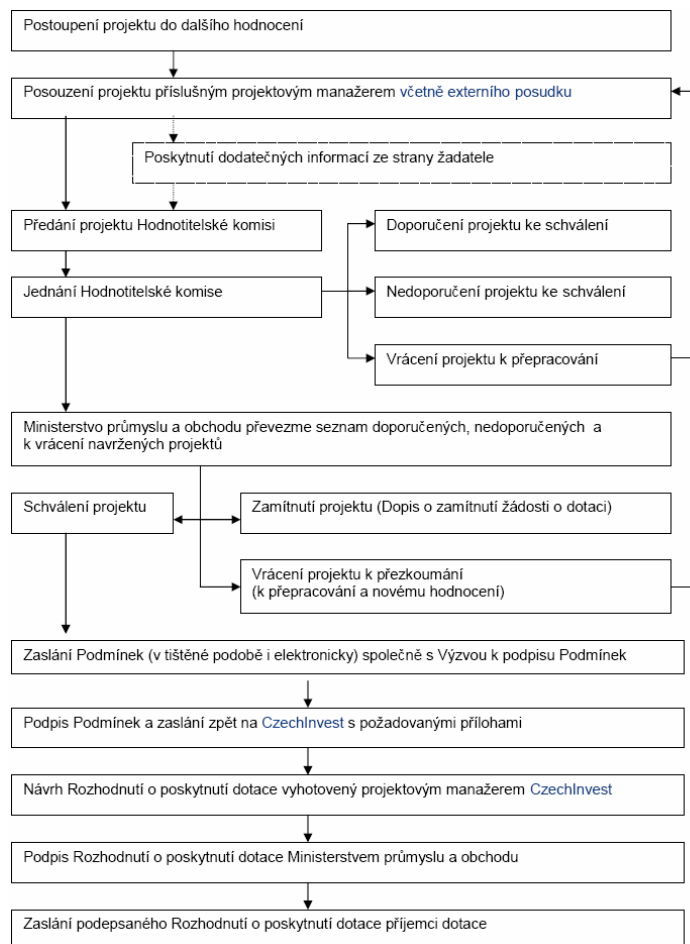 Postoupení projektu do dalšího hodnocení
Posouzení projektu příslušným projektovým manažerem včetně externího posudku
Poskytnutí dodatečných informací ze strany žadatele
Předání projektu Hodnotitelské komisi
Doporučení projektu ke schválení
Jednání Hodnotitelské komise
Nedoporučení projektu ke schválení
Vrácení projektu k přepracování
Ministerstvo průmyslu a obchodu převezme seznam doporučených, nedoporučených a
k vrácení navržených projektů
Schválení projektu
Zamítnutí projektu (Dopis o zamítnutí žádosti o dotaci)
Vrácení projektu k přezkoumání
(k přepracování a novému hodnocení)
Zaslání Podmínek (v tištěné podobě i elektronicky) společně s Výzvou k podpisu Podmínek
Podpis Podmínek a zaslání zpět na CzechInvest s požadovanými přílohami
Návrh Rozhodnutí o poskytnutí dotace vyhotovený projektovým manažerem CzechInvest
Podpis Rozhodnutí o poskytnutí dotace Ministerstvem průmyslu a obchodu
Zaslání podepsaného Rozhodnutí o poskytnutí dotace příjemci dotace